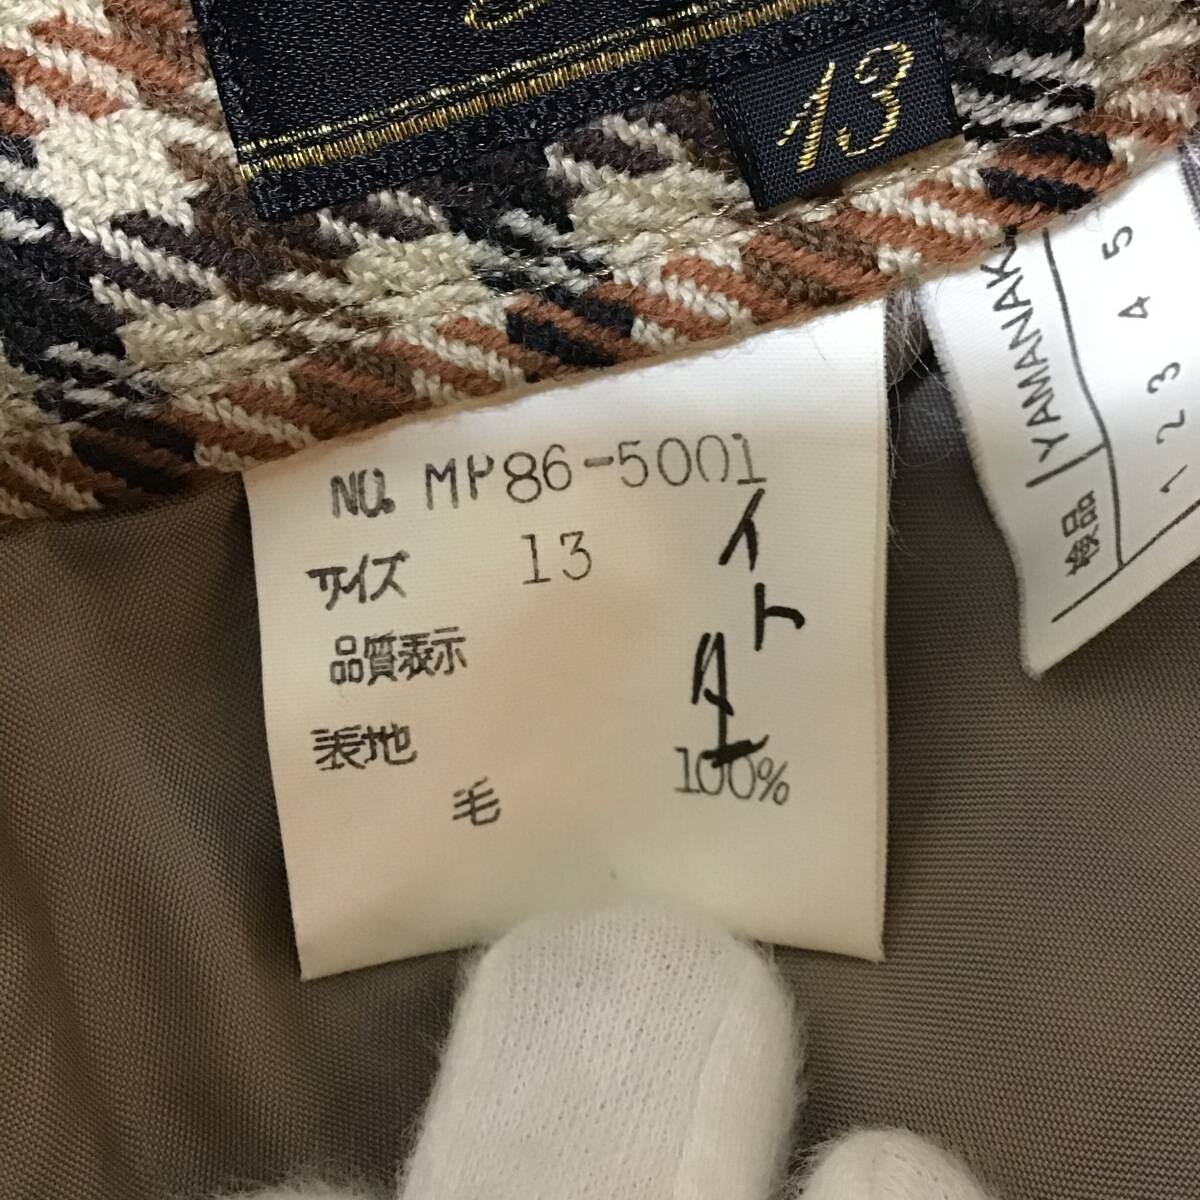 13
NO. MP86-5001
サイズ 13
品質表示
表地
毛 100%
イト
YAMANAK
検品
1 2 3 4 5